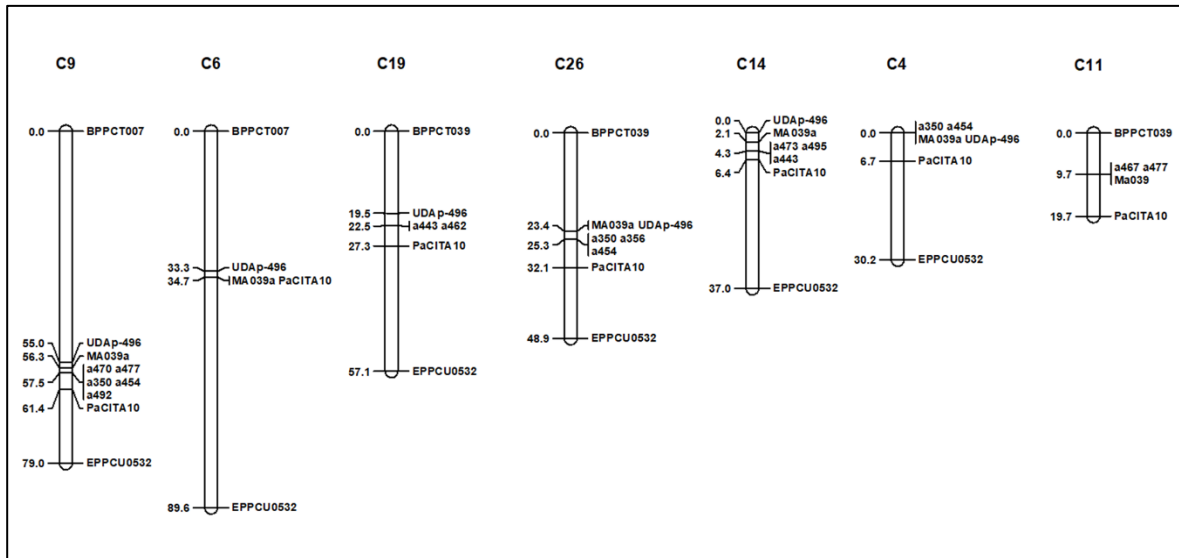 C9
C6
C19
C26
C14
C4
C11
0.0 BPPCT007
55.0 UDAp-496
56.3 MA039a
a470 a477
57.5 a350 a454
a492
61.4 PaCITA10
79.0 EPPCU0532
0.0 BPPCT007
33.3 UDAp-496
34.7 MA039a PaCITA10
89.6 EPPCU0532
0.0 BPPCT039
19.5 UDAp-496
22.5 a443 a462
27.3 PaCITA10
57.1 EPPCU0532
0.0 BPPCT039
23.4 MA039a UDAp-496
25.3 a350 a356
a454
32.1 PaCITA10
48.9 EPPCU0532
0.0 UDAp-496
2.1 MA039a
4.3 a473 a495
a443
6.4 PaCITA10
37.0 EPPCU0532
a350 a454
0.0 MA039a UDAp-496
6.7 PaCITA10
30.2 EPPCU0532
0.0 BPPCT039
9.7 a467 a477
Ma039
19.7 PaCITA10